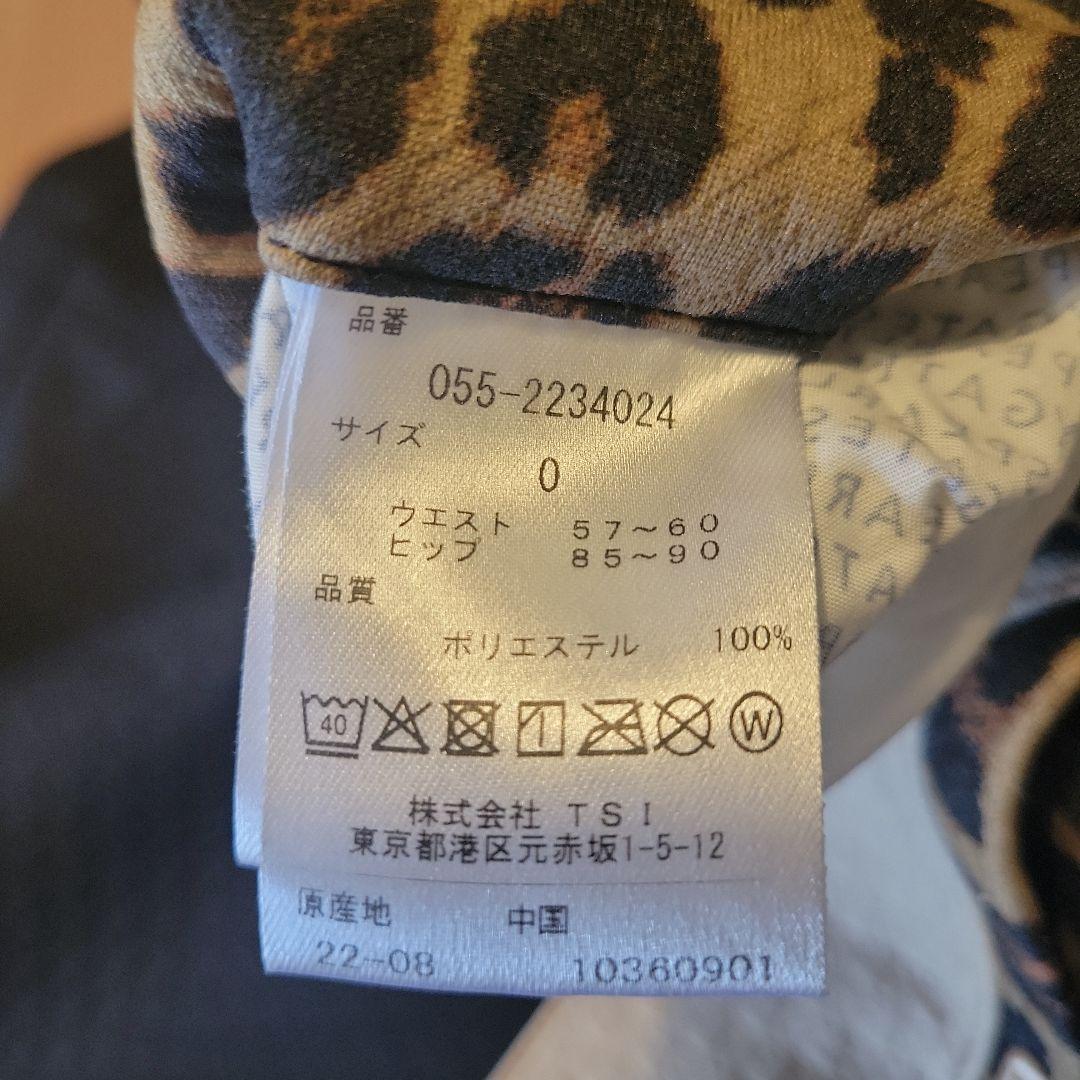 品番
055-2234024
サイズ
0
ウエスト 57～60
ヒップ 85～90
品質
ポリエステル 100%
40
W
株式会社 TSI
東京都港区元赤坂1-5-12
原産地 中国
22-08 10360901